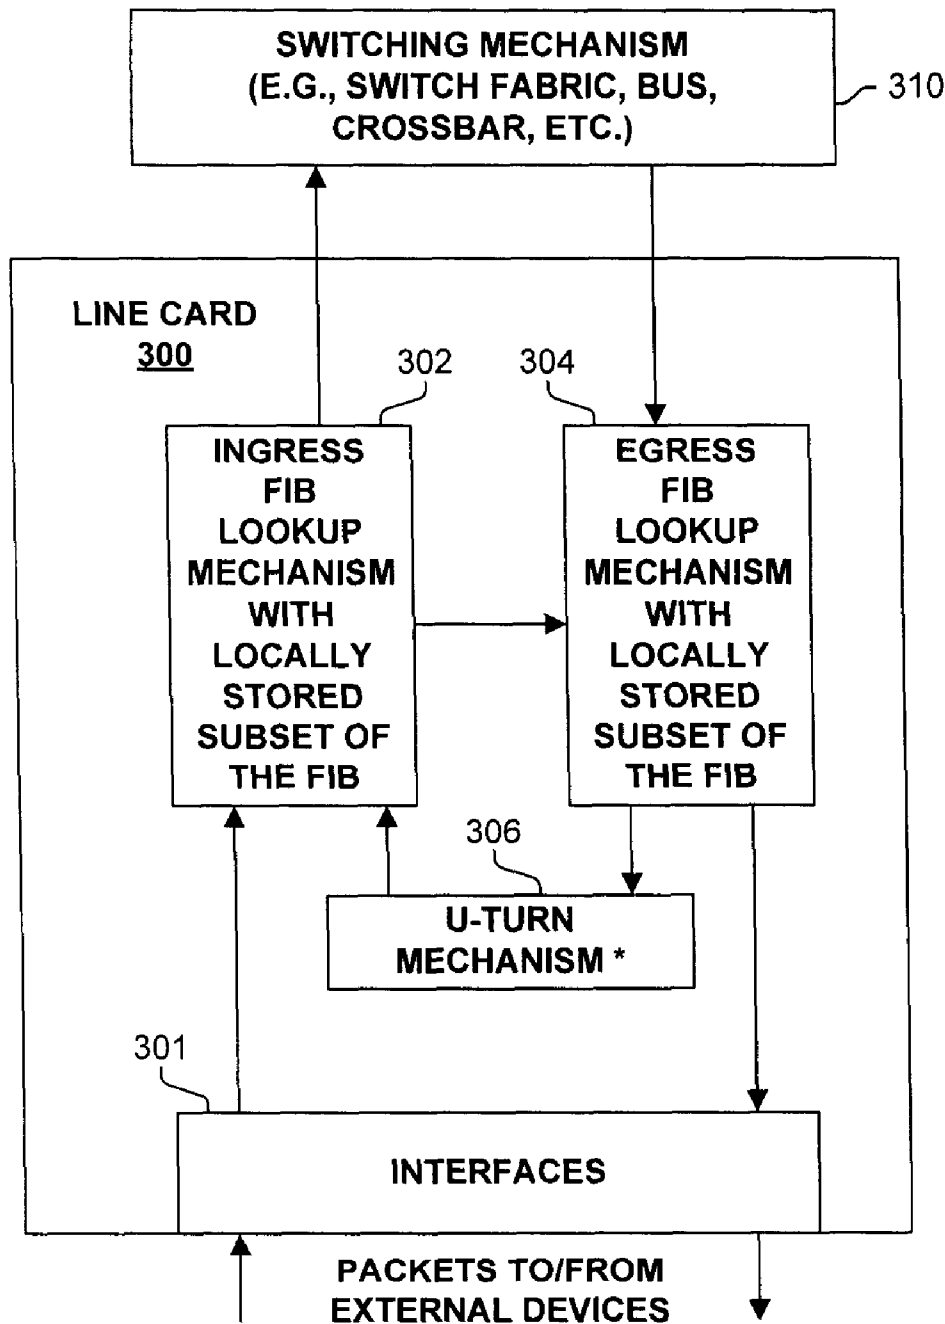 SWITCHING MECHANISM
(E.G., SWITCH FABRIC, BUS,
CROSSBAR, ETC.)
310
LINE CARD
300
302
304
INGRESS
FIB
LOOKUP
MECHANISM
WITH
LOCALLY
STORED
SUBSET OF
THE FIB
EGRESS
FIB
LOOKUP
MECHANISM
WITH
LOCALLY
STORED
SUBSET OF
THE FIB
306
U-TURN
MECHANISM *
301
INTERFACES
PACKETS TO/FROM
EXTERNAL DEVICES